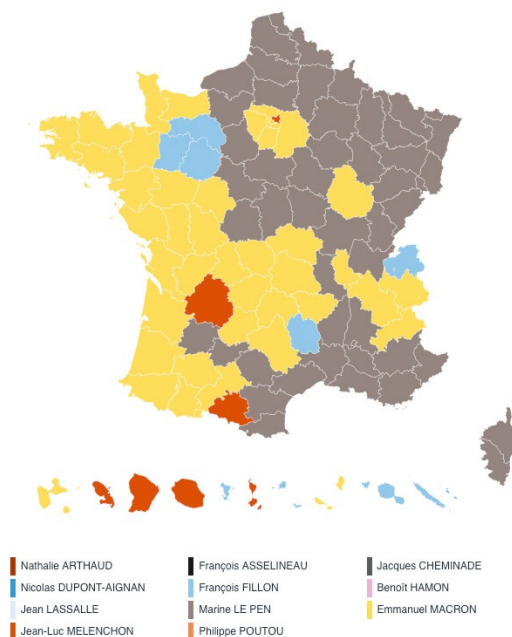 Nathalie ARTHAUD
Nicolas DUPONT-AIGNAN
Jean LASSALLE
Jean-Luc MELENCHON
François ASSELINEAU
François FILLON
Marine LE PEN
Philippe POUTOU
Jacques CHEMINADE
Benoît HAMON
Emmanuel MACRON